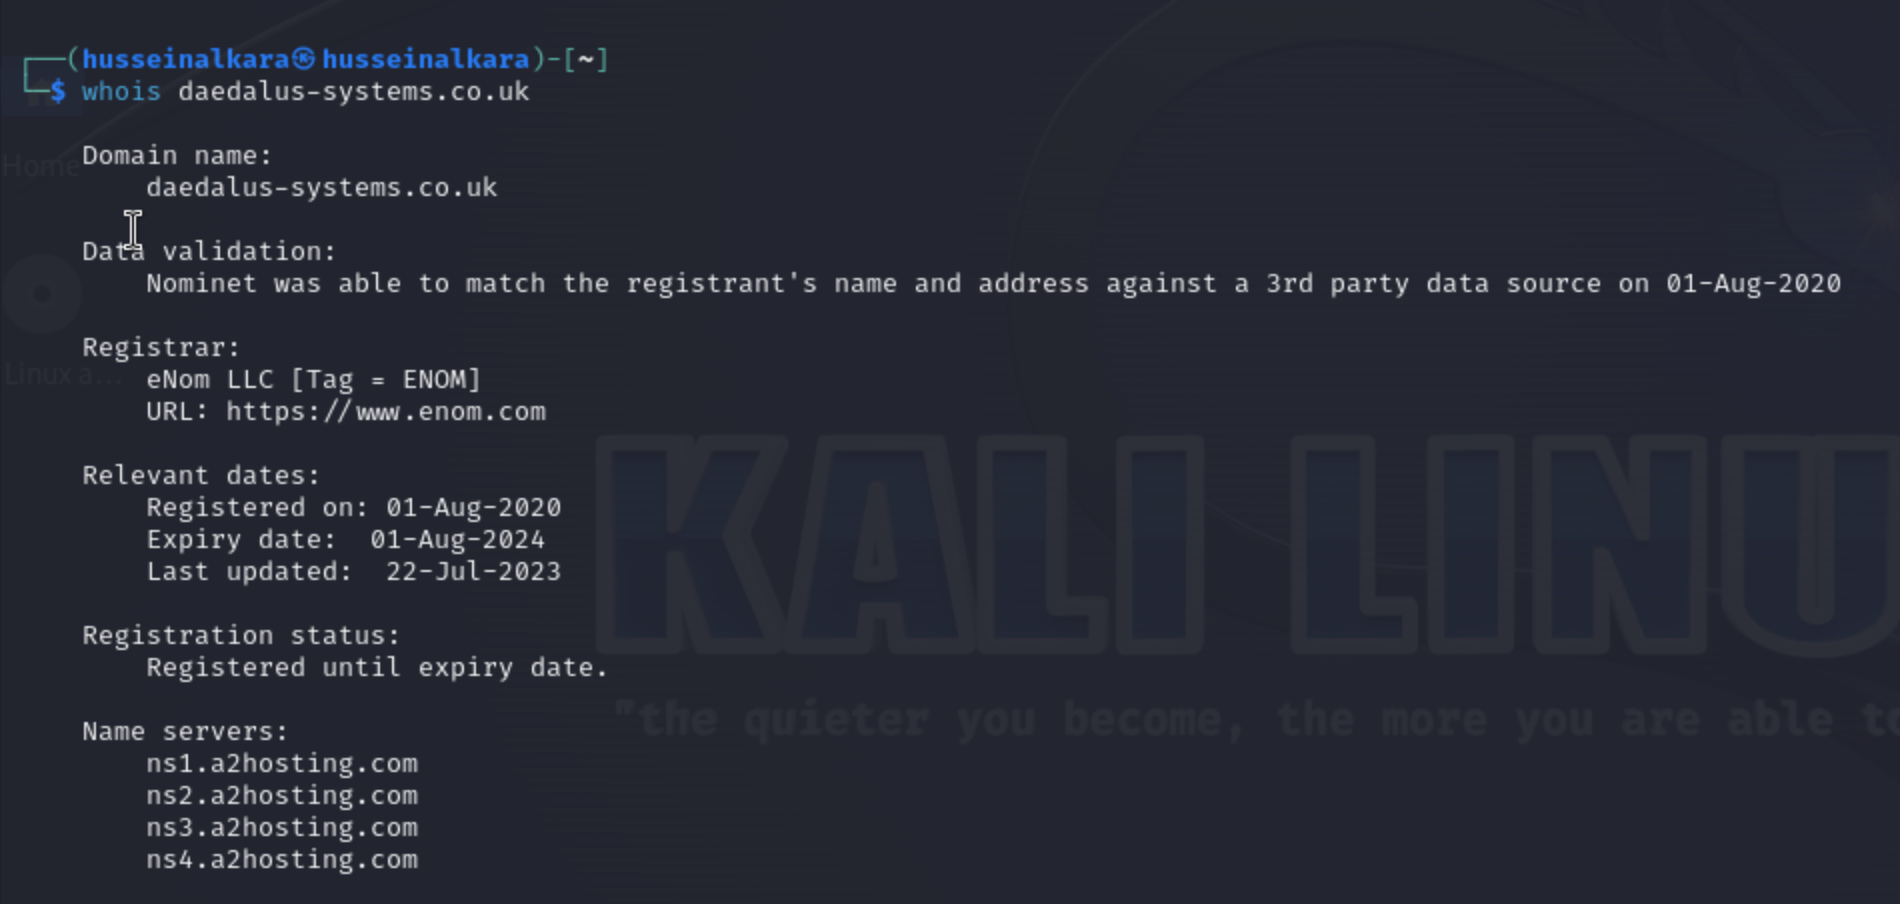 ┌──(husseinalkara㉿husseinalkara)-[~]
└─$ whois daedalus-systems.co.uk
Domain name:
daedalus-systems.co.uk
Data validation:
Nominet was able to match the registrant's name and address against a 3rd party data source on 01-Aug-2020
Registrar:
eNom LLC [Tag = ENOM]
URL: https://www.enom.com
Relevant dates:
Registered on: 01-Aug-2020
Expiry date:  01-Aug-2024
Last updated:  22-Jul-2023
Registration status:
Registered until expiry date.
Name servers:
ns1.a2hosting.com
ns2.a2hosting.com
ns3.a2hosting.com
ns4.a2hosting.com
Home
Linux a...
KALI LINU
"the quieter you become, the more you are able to